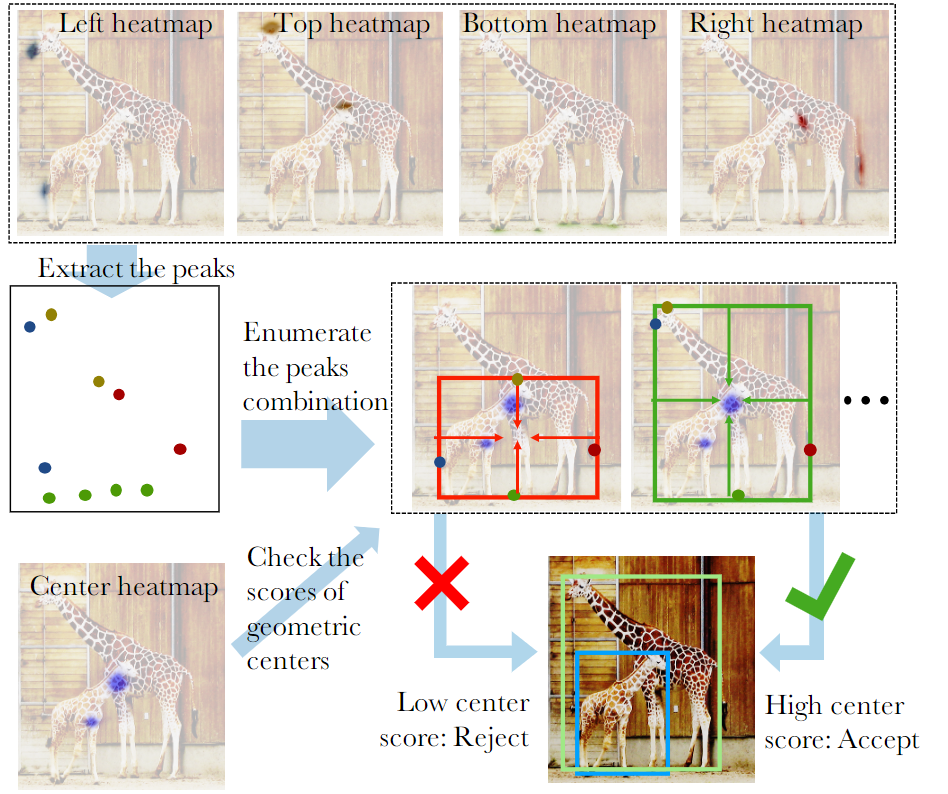 Left heatmap
Top heatmap
Bottom heatmap
Right heatmap
Extract the peaks
Enumerate
the peaks
combination
Check the
scores of
geometric
centers
Center heatmap
Low center
score: Reject
High center
score: Accept